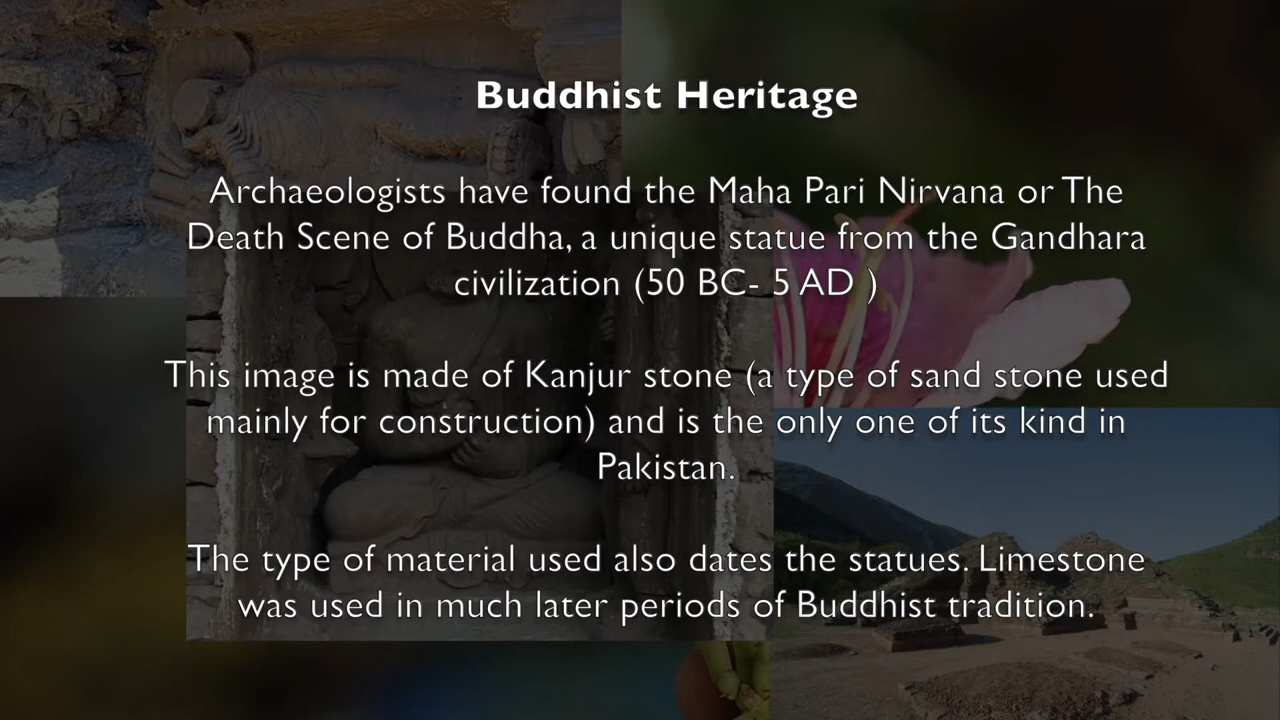 Buddhist Heritage
Archaeologists have found the Maha Pari Nirvana or The
Death Scene of Buddha, a unique statue from the Gandhara
civilization (50 BC- 5 AD )
This image is made of Kanjur stone (a type of sand stone used
mainly for construction) and is the only one of its kind in
Pakistan.
The type of material used also dates the statues. Limestone
was used in much later periods of Buddhist tradition.